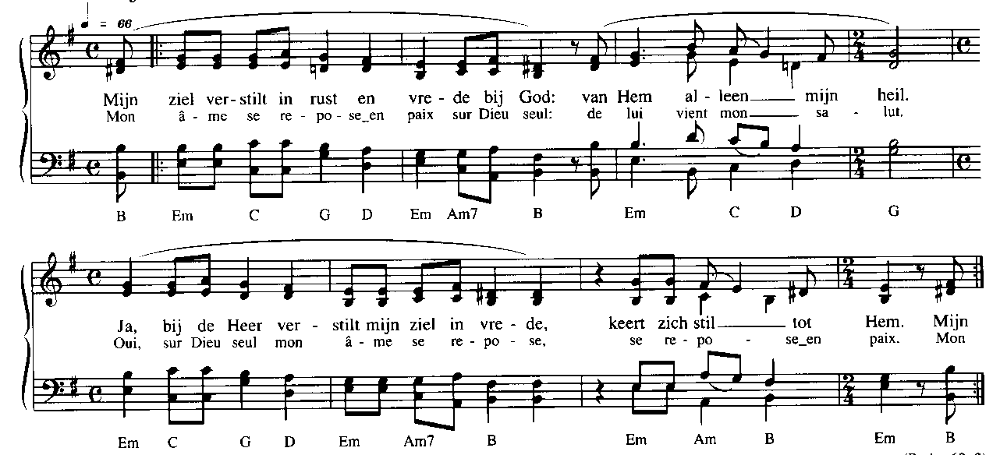 = 66
Mijn ziel ver-stilt in rust en vre-de bij God: van Hem al-leen mijn heil.
Mon â-me se re-po-se_en paix sur Dieu seul: de lui vient mon sa-lut.
B Em C G D Em Am7 B Em C D G
Ja, bij de Heer ver-stilt mijn ziel in vre-de, keert zich stil tot Hem. Mijn
Oui, sur Dieu seul mon â-me se re-po-se, se re-po-se_en paix. Mon
Em C G D Em Am7 B Em Am B Em B